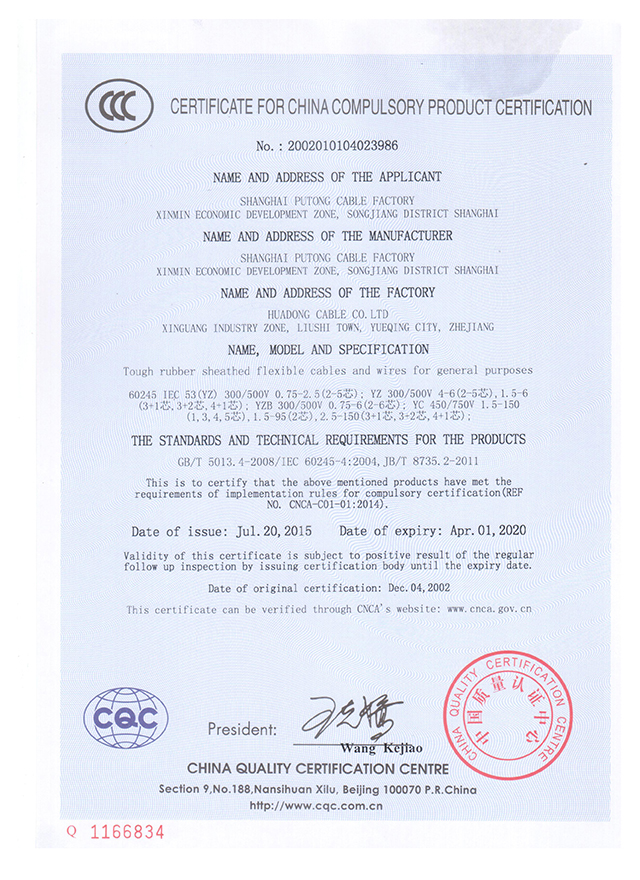 CCC
CERTIFICATE FOR CHINA COMPULSORY PRODUCT CERTIFICATION
No. : 2002010104023986
NAME AND ADDRESS OF THE APPLICANT
SHANGHAI PUTONG CABLE FACTORY
XINMIN ECONOMIC DEVELOPMENT ZONE, SONGJIANG DISTRICT SHANGHAI
NAME AND ADDRESS OF THE MANUFACTURER
SHANGHAI PUTONG CABLE FACTORY
XINMIN ECONOMIC DEVELOPMENT ZONE, SONGJIANG DISTRICT SHANGHAI
NAME AND ADDRESS OF THE FACTORY
HUADONG CABLE CO.LTD
XINGUANG INDUSTRY ZONE, LIUSHI TOWN, YUEQING CITY, ZHEJIANG
NAME, MODEL AND SPECIFICATION
Tough rubber sheathed flexible cables and wires for general purposes
60245 IEC 53(YZ) 300/500V 0.75-2.5(2-5芯); YZ 300/500V 4-6(2-5芯),1.5-6
(3+1芯,3+2芯,4+1芯); YZB 300/500V 0.75-6(2-6芯); YC 450/750V 1.5-150
(1,3,4,5芯),1.5-95(2芯),2.5-150(3+1芯,3+2芯,4+1芯);
THE STANDARDS AND TECHNICAL REQUIREMENTS FOR THE PRODUCTS
GB/T 5013.4-2008/IEC 60245-4:2004,JB/T 8735.2-2011
This is to certify that the above mentioned products have met the
requirements of implementation rules for compulsory certification(REF
NO. CNCA-C01-01:2014).
Date of issue: Jul.20,2015 Date of expiry: Apr.01,2020
Validity of this certificate is subject to positive result of the regular
follow up inspection by issuing certification body until the expiry date.
Date of original certification: Dec.04,2002
This certificate can be verified through CNCA's website: www.cnca.gov.cn
CQC
President:
Wang Kejiao
CHINA QUALITY CERTIFICATION CENTRE
中国质量认证中心
CHINA QUALITY CERTIFICATION CENTRE
Section 9,No.188,Nansihuan Xilu, Beijing 100070 P.R.China
http://www.cqc.com.cn
Q 1166834